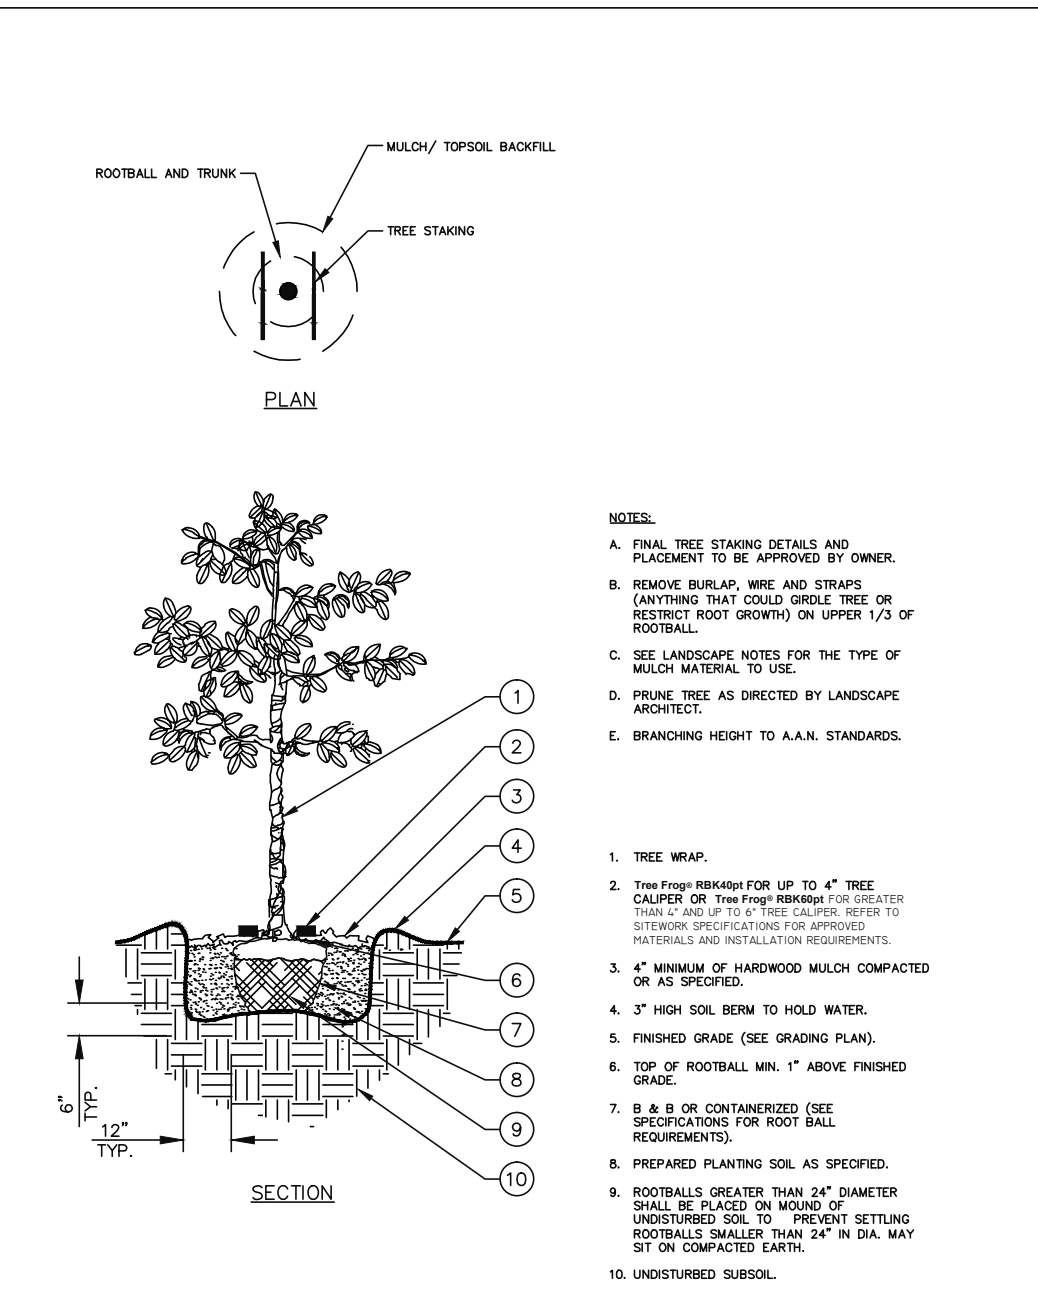 MULCH/ TOPSOIL BACKFILL
ROOTBALL AND TRUNK
TREE STAKING
PLAN
NOTES:
A. FINAL TREE STAKING DETAILS AND
PLACEMENT TO BE APPROVED BY OWNER.
B. REMOVE BURLAP, WIRE AND STRAPS
(ANYTHING THAT COULD GIRDLE TREE OR
RESTRICT ROOT GROWTH) ON UPPER 1/3 OF
ROOTBALL.
C. SEE LANDSCAPE NOTES FOR THE TYPE OF
MULCH MATERIAL TO USE.
D. PRUNE TREE AS DIRECTED BY LANDSCAPE
ARCHITECT.
E. BRANCHING HEIGHT TO A.A.N. STANDARDS.
1
2
3
4
5
6
7
8
9
10
6"
TYP.
12"
TYP.
SECTION
1. TREE WRAP.
2. Tree Frog® RBK40pt FOR UP TO 4" TREE
CALIPER OR Tree Frog® RBK60pt FOR GREATER
THAN 4" AND UP TO 6" TREE CALIPER. REFER TO
SITEWORK SPECIFICATIONS FOR APPROVED
MATERIALS AND INSTALLATION REQUIREMENTS.
3. 4" MINIMUM OF HARDWOOD MULCH COMPACTED
OR AS SPECIFIED.
4. 3" HIGH SOIL BERM TO HOLD WATER.
5. FINISHED GRADE (SEE GRADING PLAN).
6. TOP OF ROOTBALL MIN. 1" ABOVE FINISHED
GRADE.
7. B & B OR CONTAINERIZED (SEE
SPECIFICATIONS FOR ROOT BALL
REQUIREMENTS).
8. PREPARED PLANTING SOIL AS SPECIFIED.
9. ROOTBALLS GREATER THAN 24" DIAMETER
SHALL BE PLACED ON MOUND OF
UNDISTURBED SOIL TO PREVENT SETTLING
ROOTBALLS SMALLER THAN 24" IN DIA. MAY
SIT ON COMPACTED EARTH.
10. UNDISTURBED SUBSOIL.